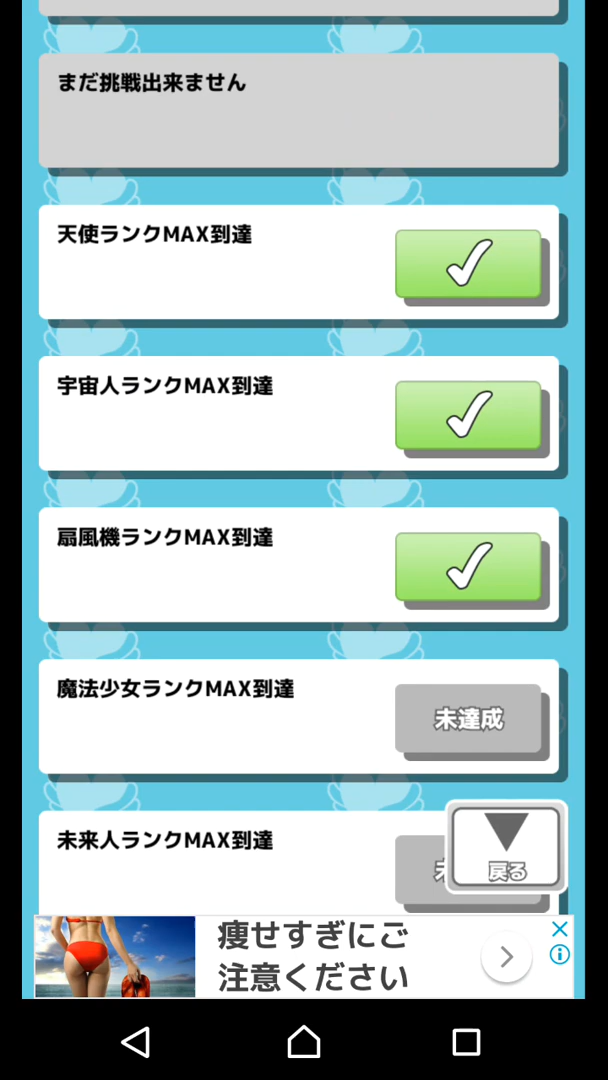 まだ挑戦出来ません
天使ランクMAX到達
宇宙人ランクMAX到達
扇風機ランクMAX到達
魔法少女ランクMAX到達
未達成
未来人ランクMAX到達
戻る
痩せすぎにご
注意ください